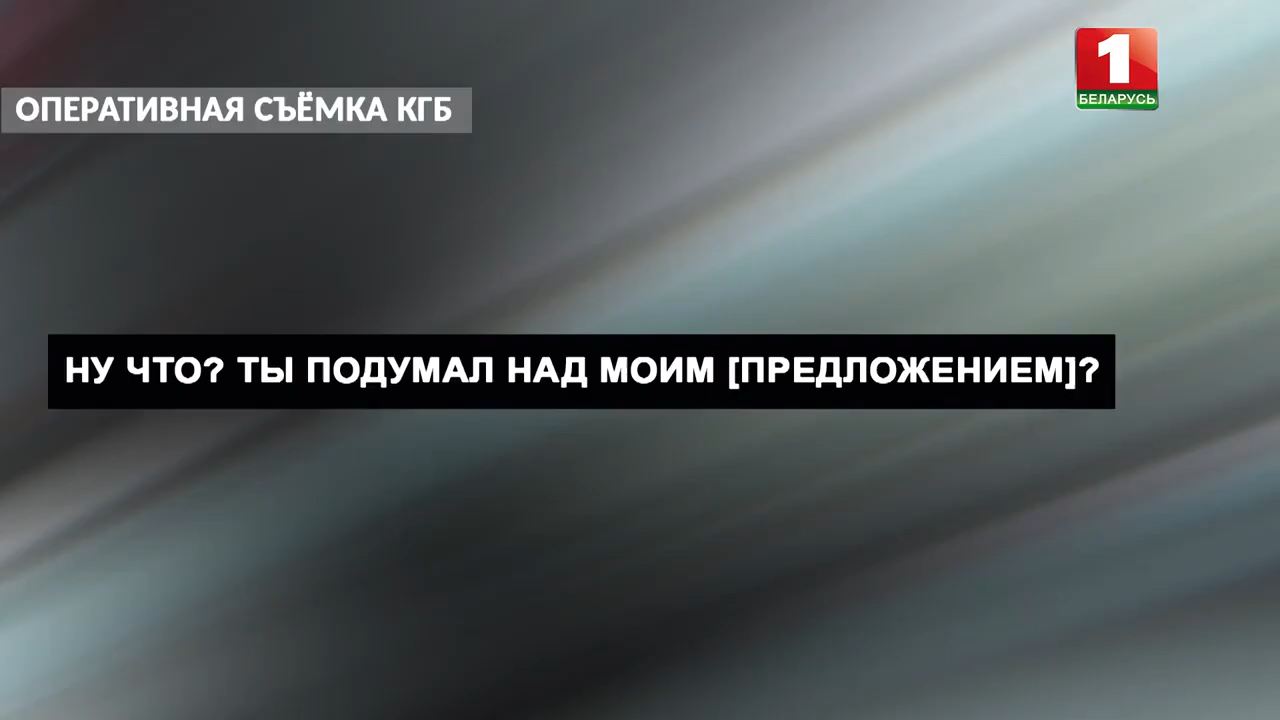 1
БЕЛАРУСЬ
ОПЕРАТИВНАЯ СЪЁМКА КГБ
НУ ЧТО? ТЫ ПОДУМАЛ НАД МОИМ [ПРЕДЛОЖЕНИЕМ]?